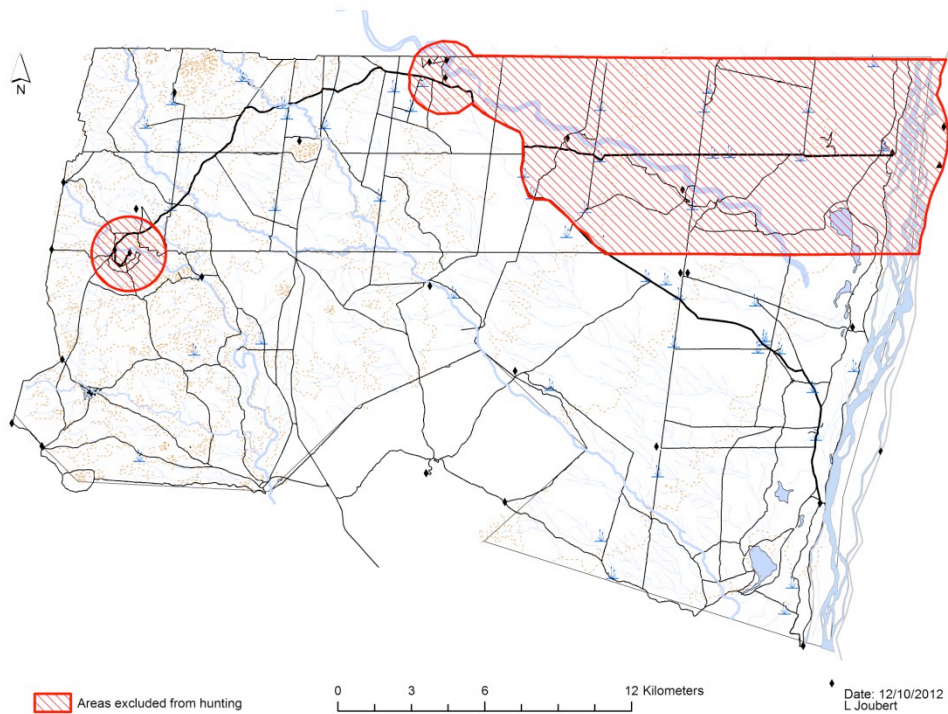 N
Areas excluded from hunting
0 3 6 12 Kilometers
Date: 12/10/2012
L Joubert